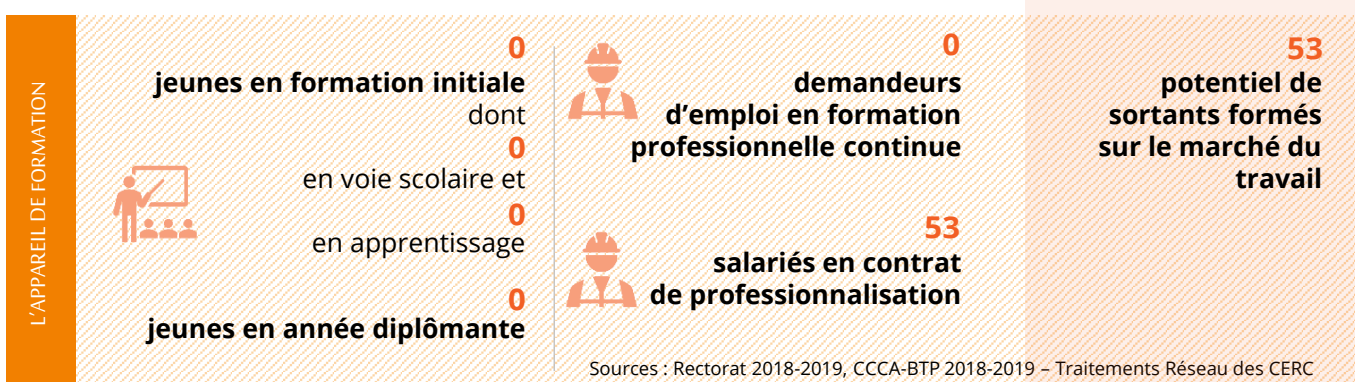 L'APPAREIL DE FORMATION
0
jeunes en formation initiale
dont
0
en voie scolaire et
0
en apprentissage
0
jeunes en année diplômante
0
demandeurs
d’emploi en formation
professionnelle continue
53
salariés en contrat
de professionnalisation
53
potentiel de
sortants formés
sur le marché du
travail
Sources : Rectorat 2018-2019, CCCA-BTP 2018-2019 – Traitements Réseau des CERC